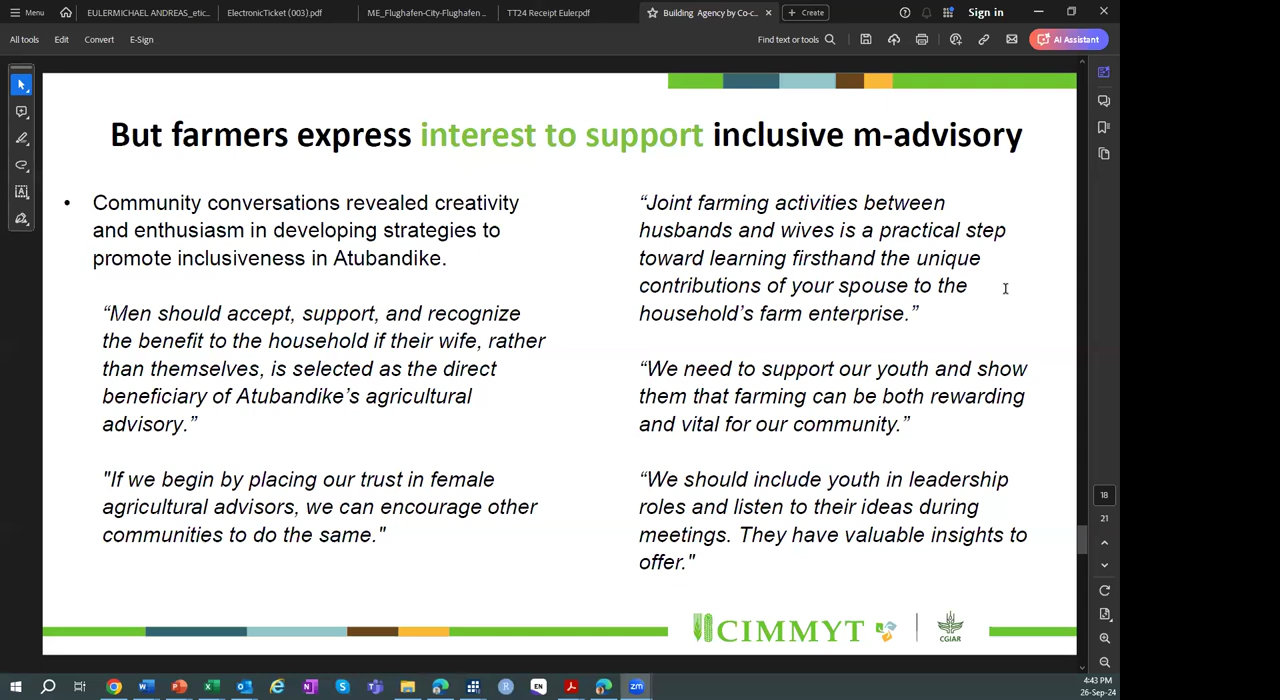 Menu
EULERMICHAEL ANDREAS_etic...
ElectronicTicket (003).pdf
ME_Flughafen-City-Flughafen ...
TT24 Receipt Euler.pdf
Building Agency by Co-c...
Create
Sign in
All tools
Edit
Convert
E-Sign
Find text or tools
AI Assistant
But farmers express interest to support inclusive m-advisory
• Community conversations revealed creativity
and enthusiasm in developing strategies to
promote inclusiveness in Atubandike.
“Men should accept, support, and recognize
the benefit to the household if their wife, rather
than themselves, is selected as the direct
beneficiary of Atubandike’s agricultural
advisory.”
"If we begin by placing our trust in female
agricultural advisors, we can encourage other
communities to do the same."
“Joint farming activities between
husbands and wives is a practical step
toward learning firsthand the unique
contributions of your spouse to the
household’s farm enterprise.”
“We need to support our youth and show
them that farming can be both rewarding
and vital for our community.”
“We should include youth in leadership
roles and listen to their ideas during
meetings. They have valuable insights to
offer."
CIMMYT
CGIAR
18
21
EN
zm
4:43 PM
26-Sep-24